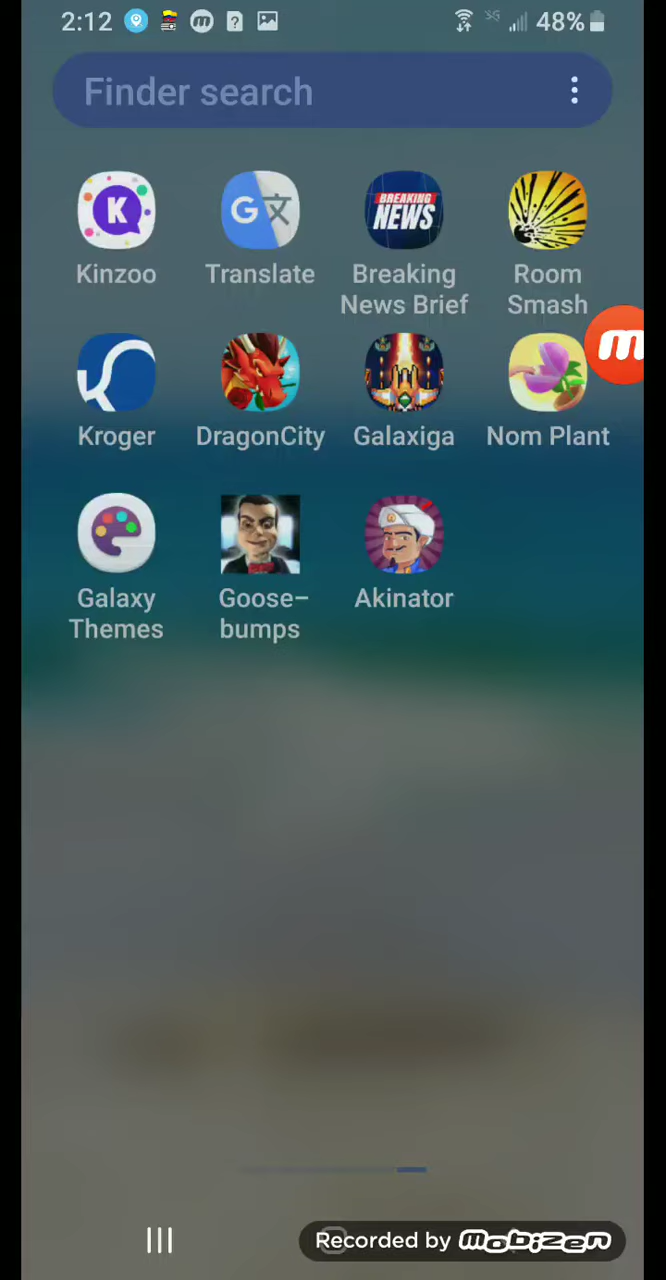 2:12
3G
48%
Finder search
K
G
BREAKING
NEWS
Kinzoo
Translate
Breaking
News Brief
Room
Smash
m
Kroger
DragonCity
Galaxiga
Nom Plant
Galaxy
Themes
Goose-
bumps
Akinator
Recorded by Mobizen